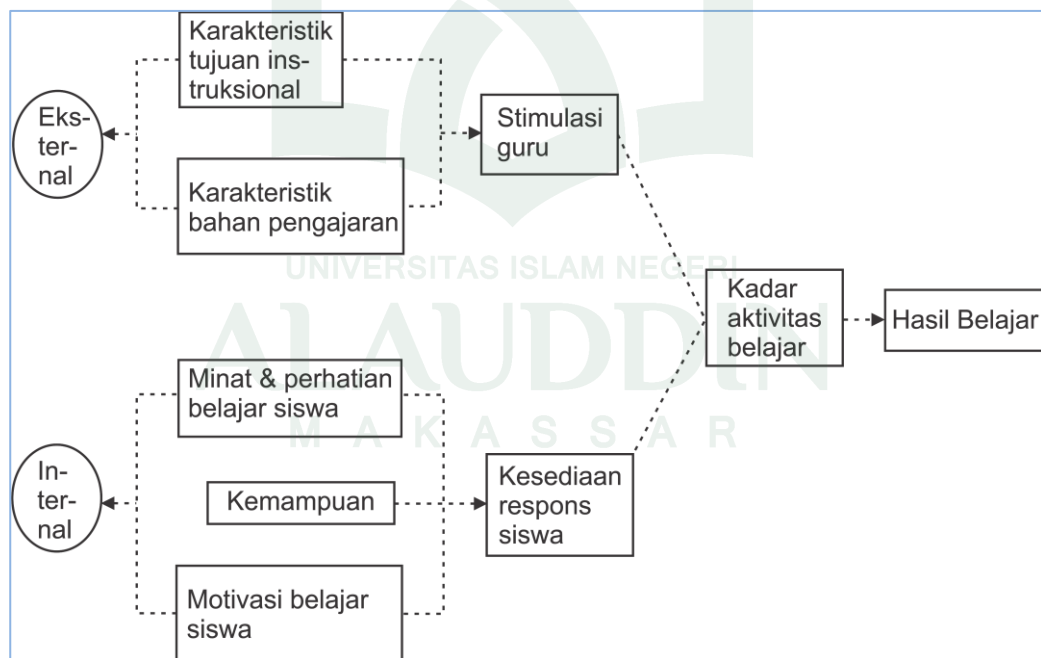 Karakteristik
tujuan ins-
truksional
Eks-
ter-
nal
Stimulasi
guru
Karakteristik
bahan pengajaran
UNIVERSITAS ISLAM NEGERI
Kadar
aktivitas
belajar
Hasil Belajar
ALAUDDIN
Minat & perhatian
belajar siswa
MAKASSAR
In-
ter-
nal
Kemampuan
Kesediaan
respons
siswa
Motivasi belajar
siswa